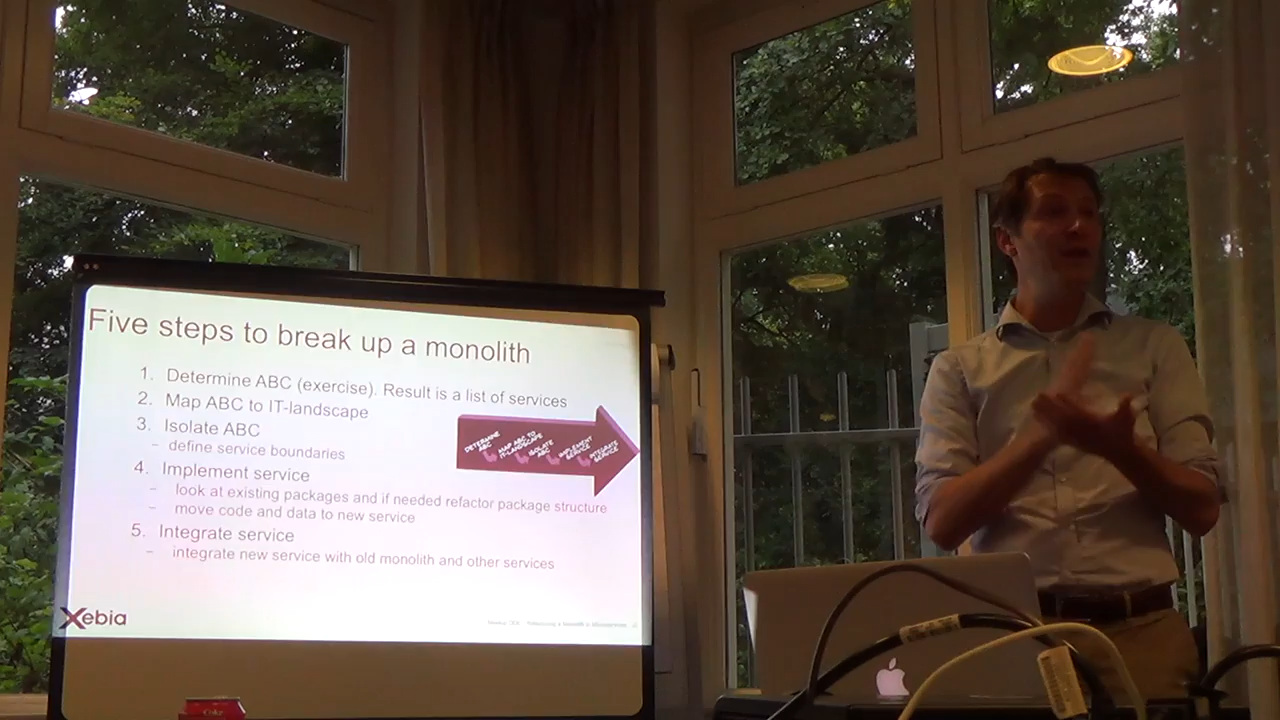 Five steps to break up a monolith
1. Determine ABC (exercise). Result is a list of services
2. Map ABC to IT-landscape
3. Isolate ABC
– define service boundaries
4. Implement service
– look at existing packages and if needed refactor package structure
– move code and data to new service
5. Integrate service
– integrate new service with old monolith and other services
DETERMINE
ABC
MAP ABC TO
IT-LANDSCAPE
ISOLATE
ABC
IMPLEMENT
SERVICE
INTEGRATE
SERVICE
Xebia
Coke